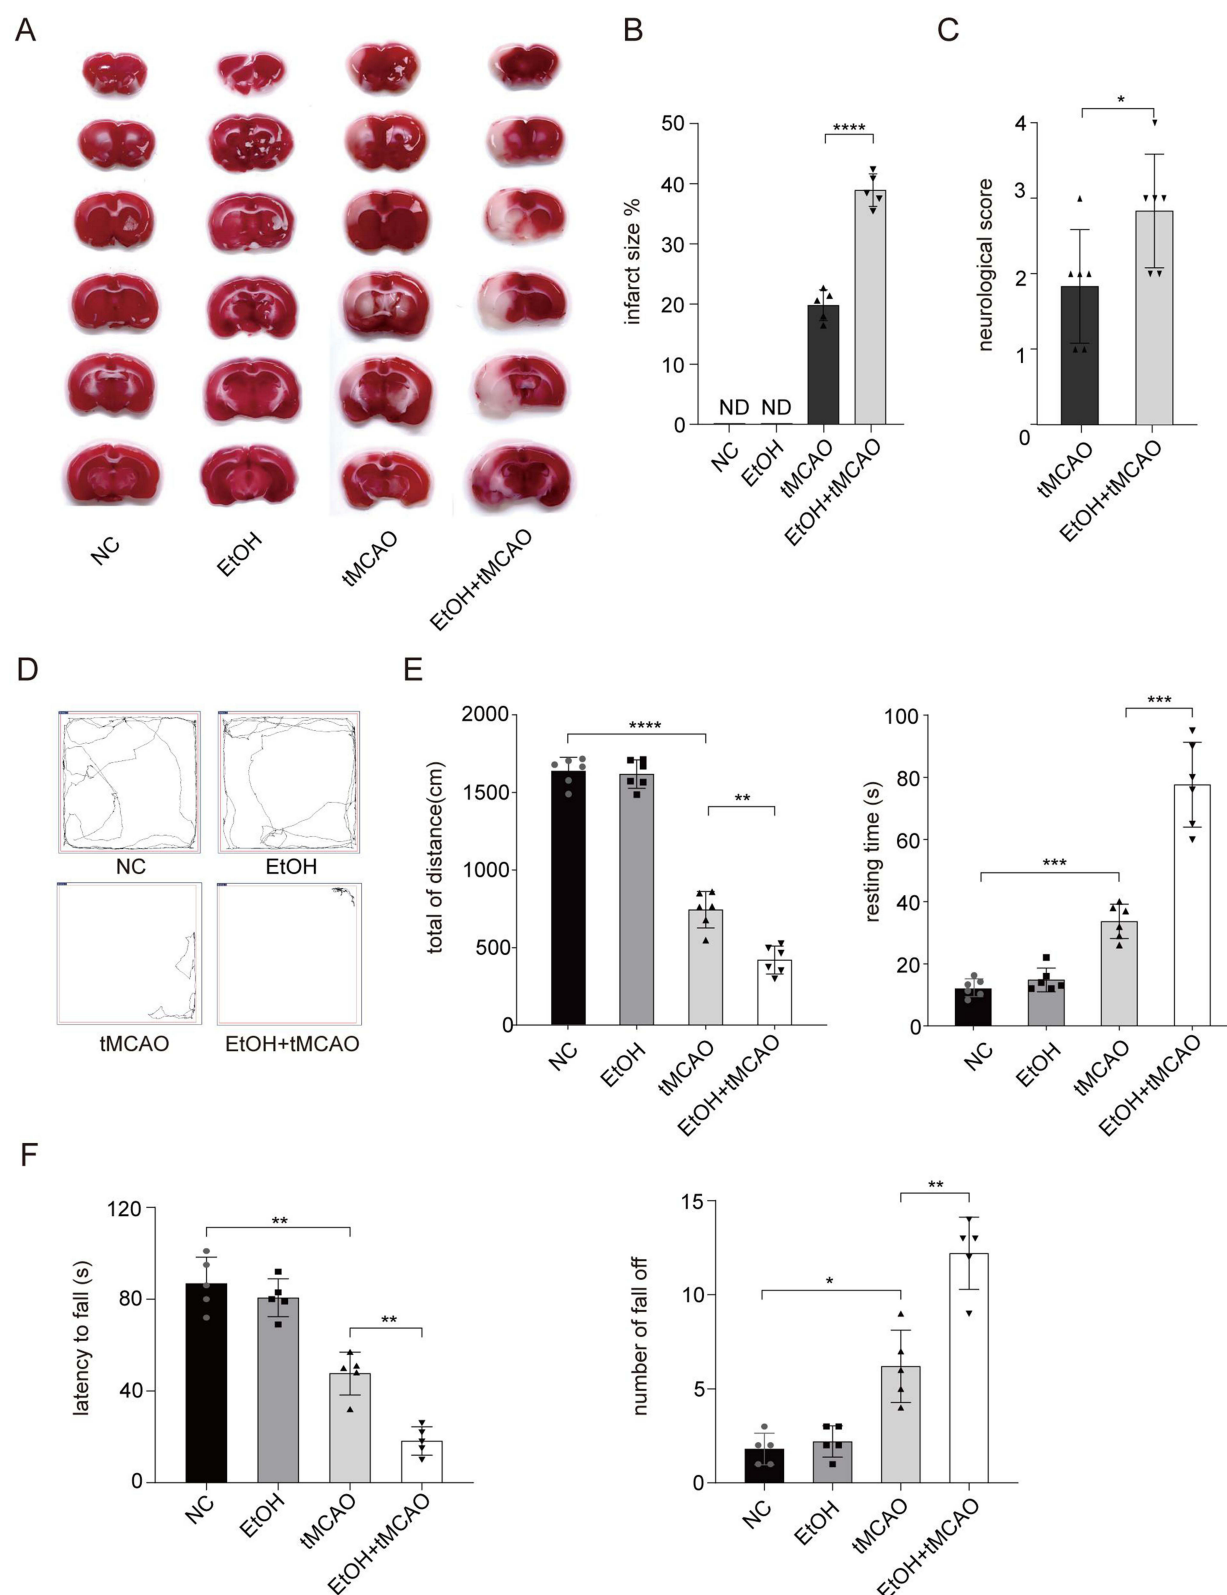 A
NC
EtOH
tMCAO
EtOH+tMCAO
B
infarct size %
50
40
30
20
10
0
****
ND
ND
NC
EtOH
tMCAO
EtOH+tMCAO
C
neurological score
4
3
2
1
0
*
tMCAO
EtOH+tMCAO
D
NC
EtOH
tMCAO
EtOH+tMCAO
E
total of distance(cm)
2000
1500
1000
500
0
****
**
NC
EtOH
tMCAO
EtOH+tMCAO
resting time (s)
100
80
60
40
20
0
***
***
NC
EtOH
tMCAO
EtOH+tMCAO
F
latency to fall (s)
120
80
40
0
**
**
NC
EtOH
tMCAO
EtOH+tMCAO
number of fall off
15
10
5
0
**
*
NC
EtOH
tMCAO
EtOH+tMCAO